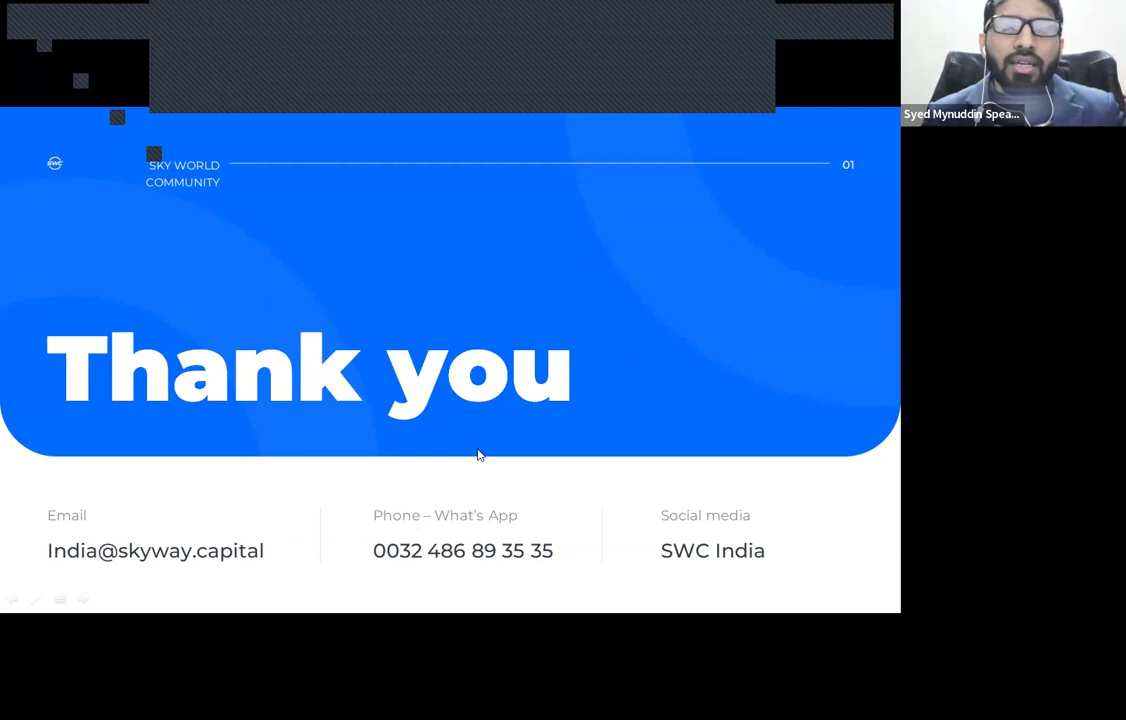 Syed Mynuddin Spea...
SWC
SKY WORLD
COMMUNITY
01
Thank you
Email
Phone – What's App
Social media
India@skyway.capital
0032 486 89 35 35
SWC India